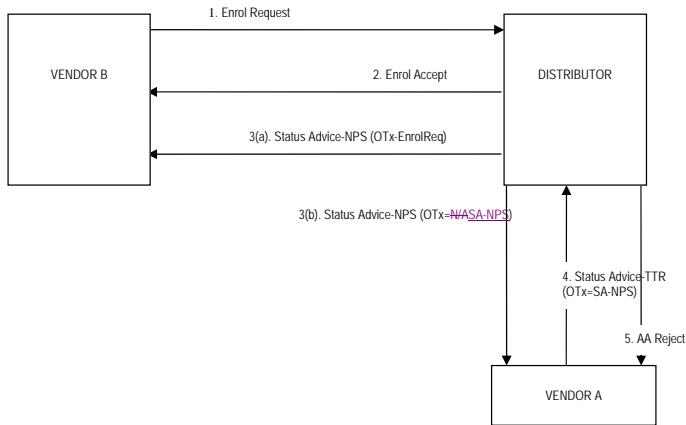 1. Enrol Request
VENDOR B
2. Enrol Accept
DISTRIBUTOR
3(a). Status Advice-NPS (OTx-EnrolReq)
3(b). Status Advice-NPS (OTx=N/ASA-NPS)
4. Status Advice-TTR
(OTx=SA-NPS)
5. AA Reject
VENDOR A